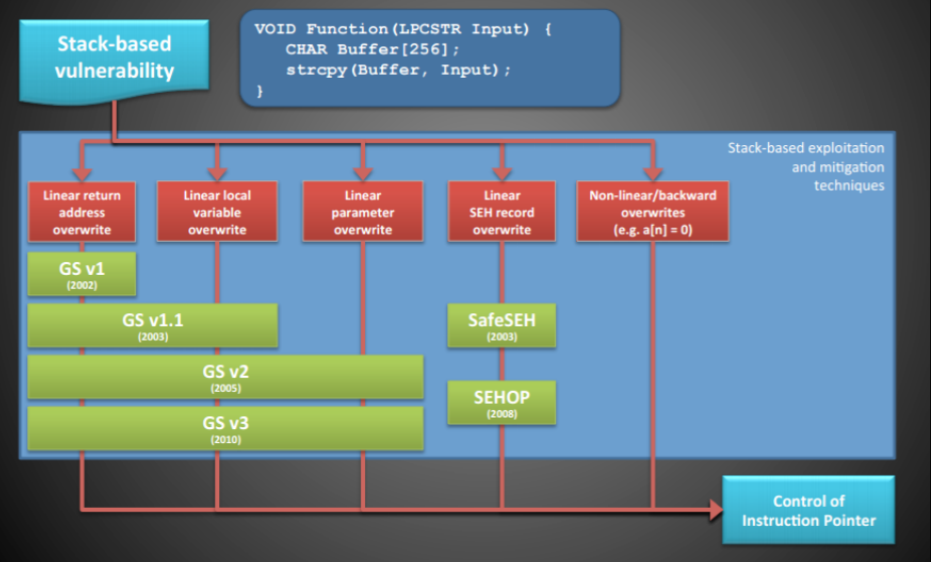 Stack-based
vulnerability
VOID Function(LPCSTR Input) {
CHAR Buffer[256];
strcpy(Buffer, Input);
}
Stack-based exploitation
and mitigation
techniques
Linear return
address
overwrite
Linear local
variable
overwrite
Linear
parameter
overwrite
Linear
SEH record
overwrite
Non-linear/backward
overwrites
(e.g. a[n] = 0)
GS v1
(2002)
GS v1.1
(2003)
SafeSEH
(2003)
GS v2
(2005)
SEHOP
(2008)
GS v3
(2010)
Control of
Instruction Pointer